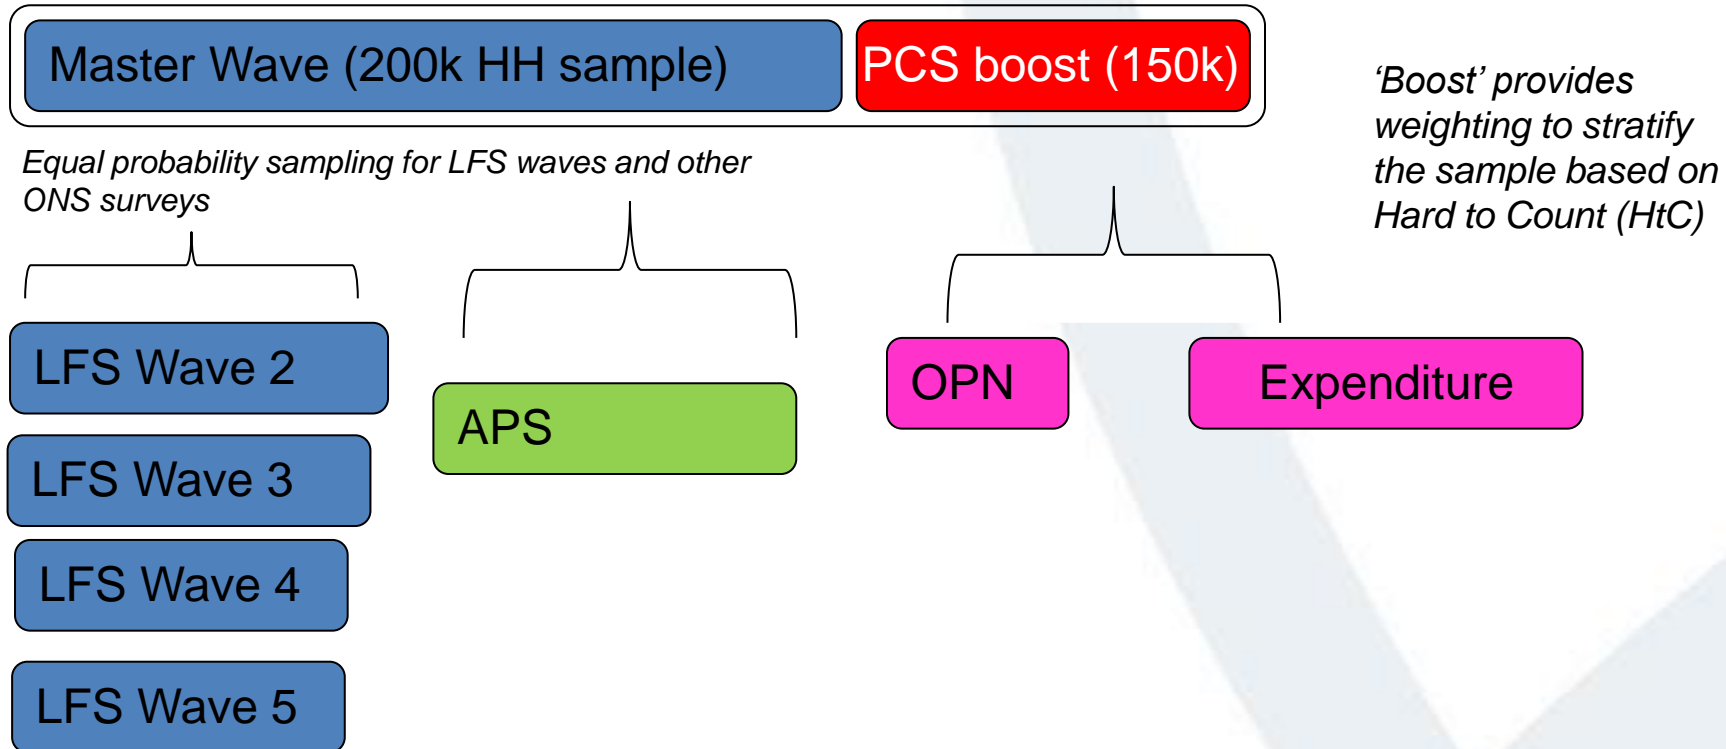 Master Wave (200k HH sample)
PCS boost (150k)
‘Boost’ provides
weighting to stratify
the sample based on
Hard to Count (HtC)
Equal probability sampling for LFS waves and other
ONS surveys
LFS Wave 2
LFS Wave 3
LFS Wave 4
LFS Wave 5
APS
OPN
Expenditure